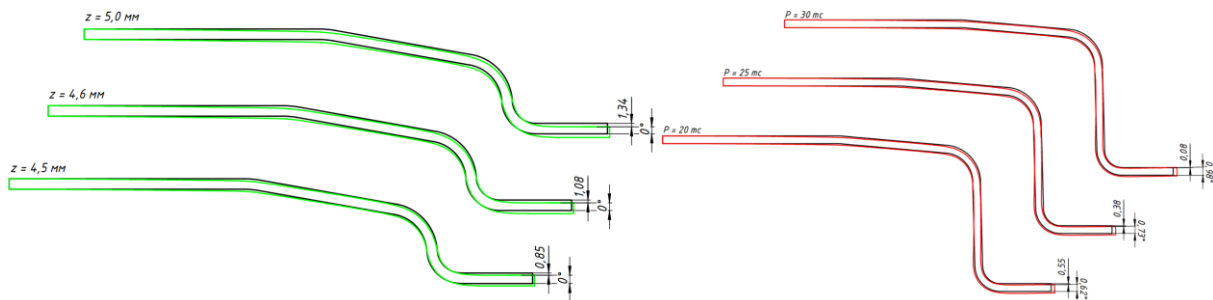 z = 5,0 мм
1,34
0°
z = 4,6 мм
1,08
0°
z = 4,5 мм
0,85
0°
P = 30 тс
0,08
0,98°
P = 25 тс
0,38
0,73°
P = 20 тс
0,55
0,62°